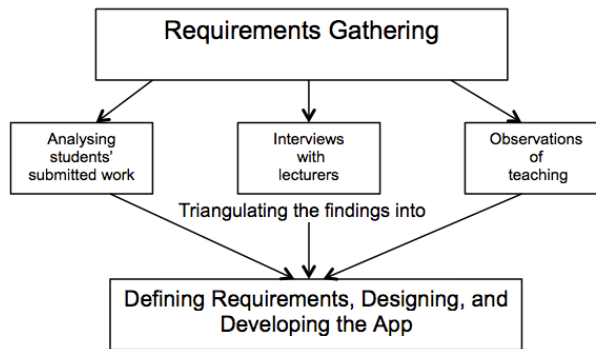 Requirements Gathering
Analysing
students'
submitted work
Interviews
with
lecturers
Observations
of
teaching
Triangulating the findings into
Defining Requirements, Designing, and
Developing the App